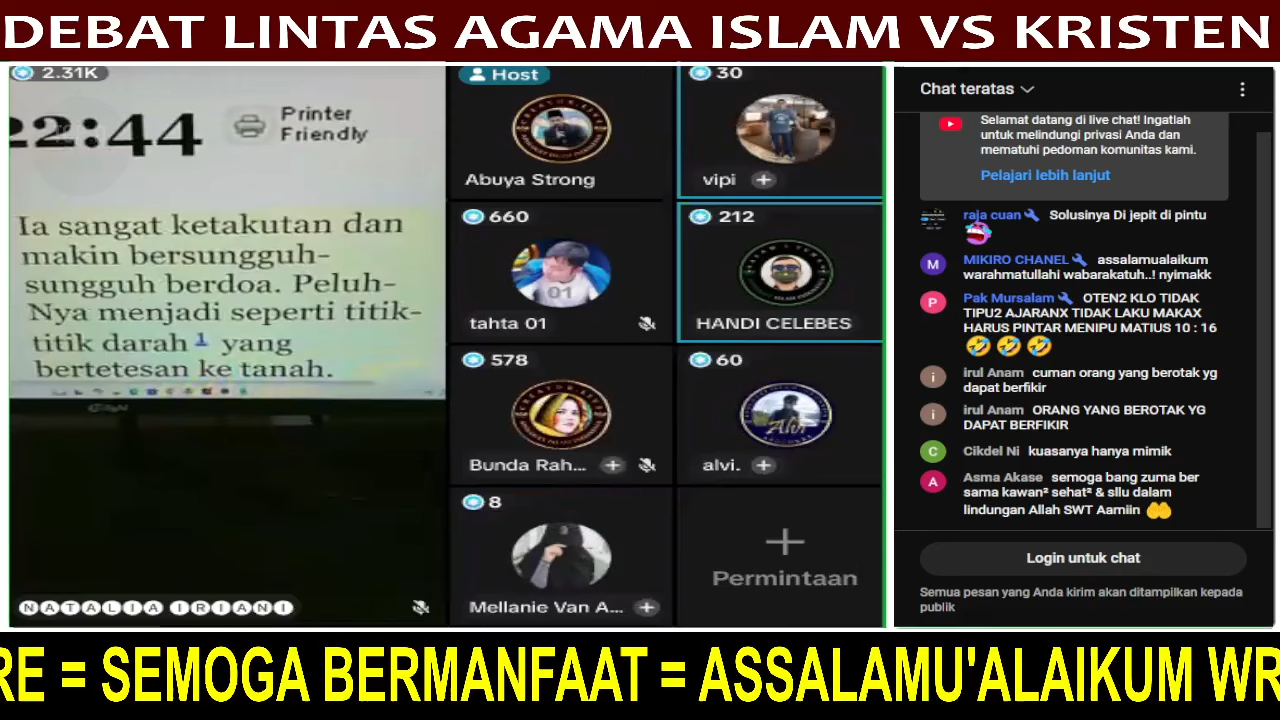 DEBAT LINTAS AGAMA ISLAM VS KRISTEN
2.31K
22:44
Printer
Friendly
Ia sangat ketakutan dan
makin bersungguh-
sungguh berdoa. Peluh-
Nya menjadi seperti titik-
titik darah 1 yang
bertetesan ke tanah.
NATALIA IRIANI
Host
Abuya Strong
30
vipi
660
01
tahta 01
212
HANDI CELEBES
578
Bunda Rah...
60
Alvi
alvi.
8
Mellanie Van A...
Permintaan
Chat teratas
Selamat datang di live chat! Ingatlah
untuk melindungi privasi Anda dan
mematuhi pedoman komunitas kami.
Pelajari lebih lanjut
raja cuan Solusinya Di jepit di pintu
M
MIKIRO CHANEL assalamualaikum
warahmatullahi wabarakatuh..! nyimakk
P
Pak Mursalam OTEN2 KLO TIDAK
TIPU2 AJARANX TIDAK LAKU MAKAX
HARUS PINTAR MENIPU MATIUS 10 : 16
🤣 🤣 🤣
i
irul Anam cuman orang yang berotak yg
dapat berfikir
i
irul Anam ORANG YANG BEROTAK YG
DAPAT BERFIKIR
C
Cikdel Ni kuasanya hanya mimik
A
Asma Akase semoga bang zuma ber
sama kawan² sehat² & sllu dalam
lindungan Allah SWT Aamiin 🤲
Login untuk chat
Semua pesan yang Anda kirim akan ditampilkan kepada
publik
RE = SEMOGA BERMANFAAT = ASSALAMU'ALAIKUM WR